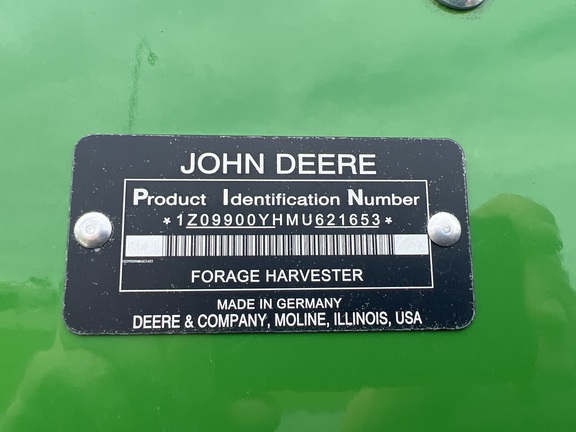 JOHN DEERE
Product Identification Number
*1Z09900YHMU621653*
FORAGE HARVESTER
MADE IN GERMANY
DEERE & COMPANY, MOLINE, ILLINOIS, USA